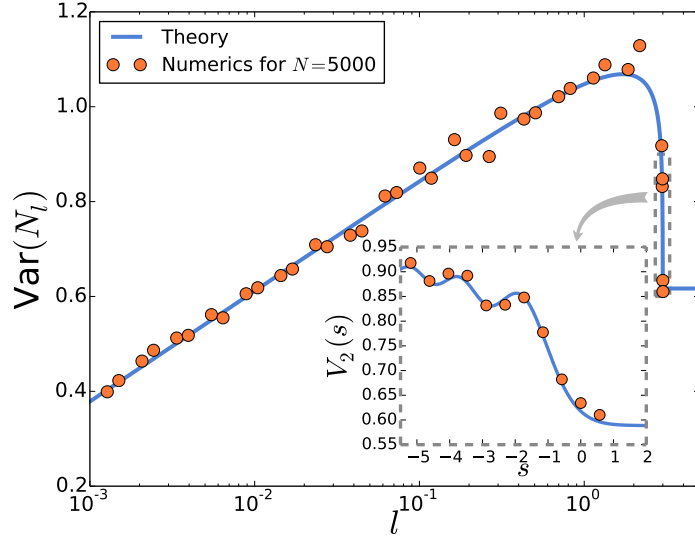 1.2
1.0
0.8
0.6
0.4
0.2
Var(N_l)
Theory
Numerics for N=5000
0.95
0.90
0.85
0.80
0.75
0.70
0.65
0.60
0.55
V_2(s)
−5 −4 −3 −2 −1 0 1 2
s
10^{-3} 10^{-2} 10^{-1} 10^{0}
l